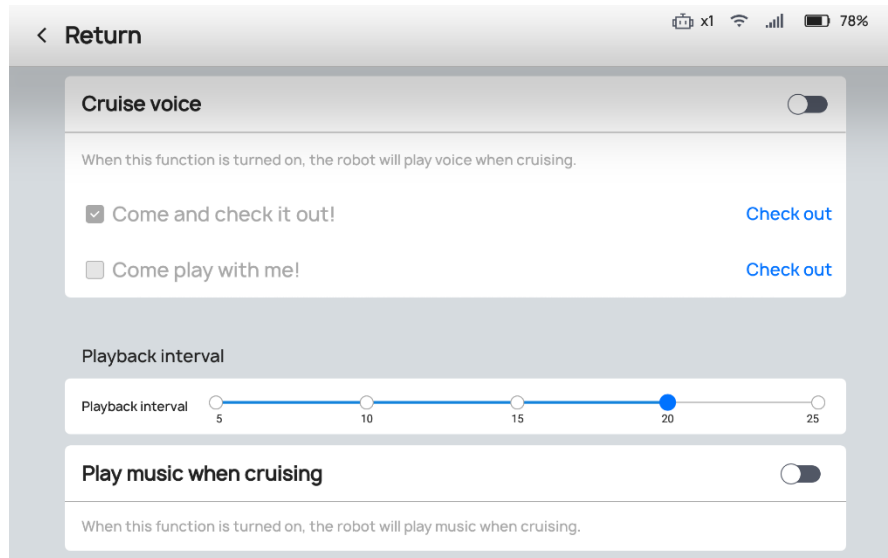 x1 78%
Return
Cruise voice
When this function is turned on, the robot will play voice when cruising.
Come and check it out! Check out
Come play with me! Check out
Playback interval
Playback interval
5 10 15 20 25
Play music when cruising
When this function is turned on, the robot will play music when cruising.